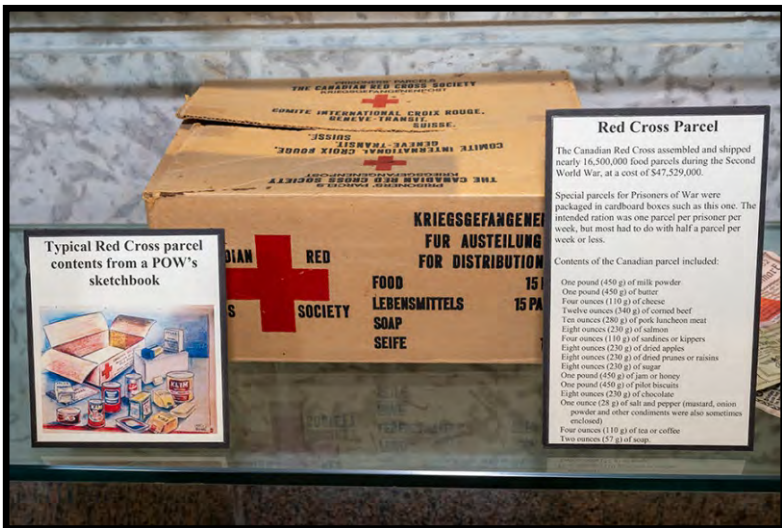 PRISONERS' PARCELS
THE CANADIAN RED CROSS SOCIETY
KRIEGSGEFANGENENPOST
COMITE INTERNATIONAL CROIX ROUGE,
GENEVE-TRANSIT.
SUISSE.
COMITE INTERNATIONAL CROIX ROUGE,
GENEVE-TRANSIT.
SUISSE.
PRISONERS' PARCELS
THE CANADIAN RED CROSS SOCIETY
KRIEGSGEFANGENENPOST
DIAN RED
SOCIETY
KRIEGSGEFANGENE
FUR AUSTEILUNG
FOR DISTRIBUTION
FOOD 15
LEBENSMITTELS 15 PA
SOAP
SEIFE
Typical Red Cross parcel
contents from a POW's
sketchbook
KLIM
Red Cross Parcel
The Canadian Red Cross assembled and shipped
nearly 16,500,000 food parcels during the Second
World War, at a cost of $47,529,000.
Special parcels for Prisoners of War were
packaged in cardboard boxes such as this one. The
intended ration was one parcel per prisoner per
week, but most had to do with half a parcel per
week or less.
Contents of the Canadian parcel included:
One pound (450 g) of milk powder
One pound (450 g) of butter
Four ounces (110 g) of cheese
Twelve ounces (340 g) of corned beef
Ten ounces (280 g) of pork luncheon meat
Eight ounces (230 g) of salmon
Four ounces (110 g) of sardines or kippers
Eight ounces (230 g) of dried apples
Eight ounces (230 g) of dried prunes or raisins
Eight ounces (230 g) of sugar
One pound (450 g) of jam or honey
One pound (450 g) of pilot biscuits
Eight ounces (230 g) of chocolate
One ounce (28 g) of salt and pepper (mustard, onion
powder and other condiments were also sometimes
enclosed)
Four ounces (110 g) of tea or coffee
Two ounces (57 g) of soap.